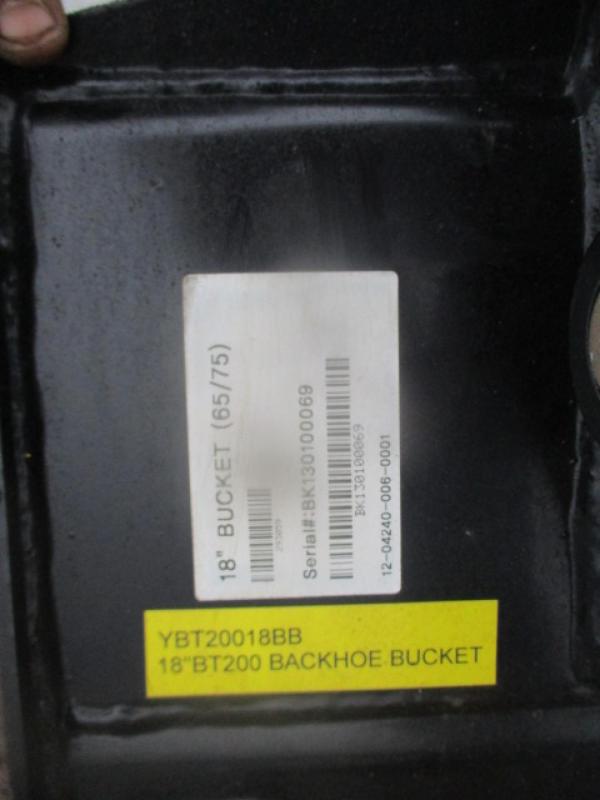 18" BUCKET (65/75)
Serial#:BK130100069
BK130100069
12-04240-006-0001
YBT20018BB
18"BT200 BACKHOE BUCKET